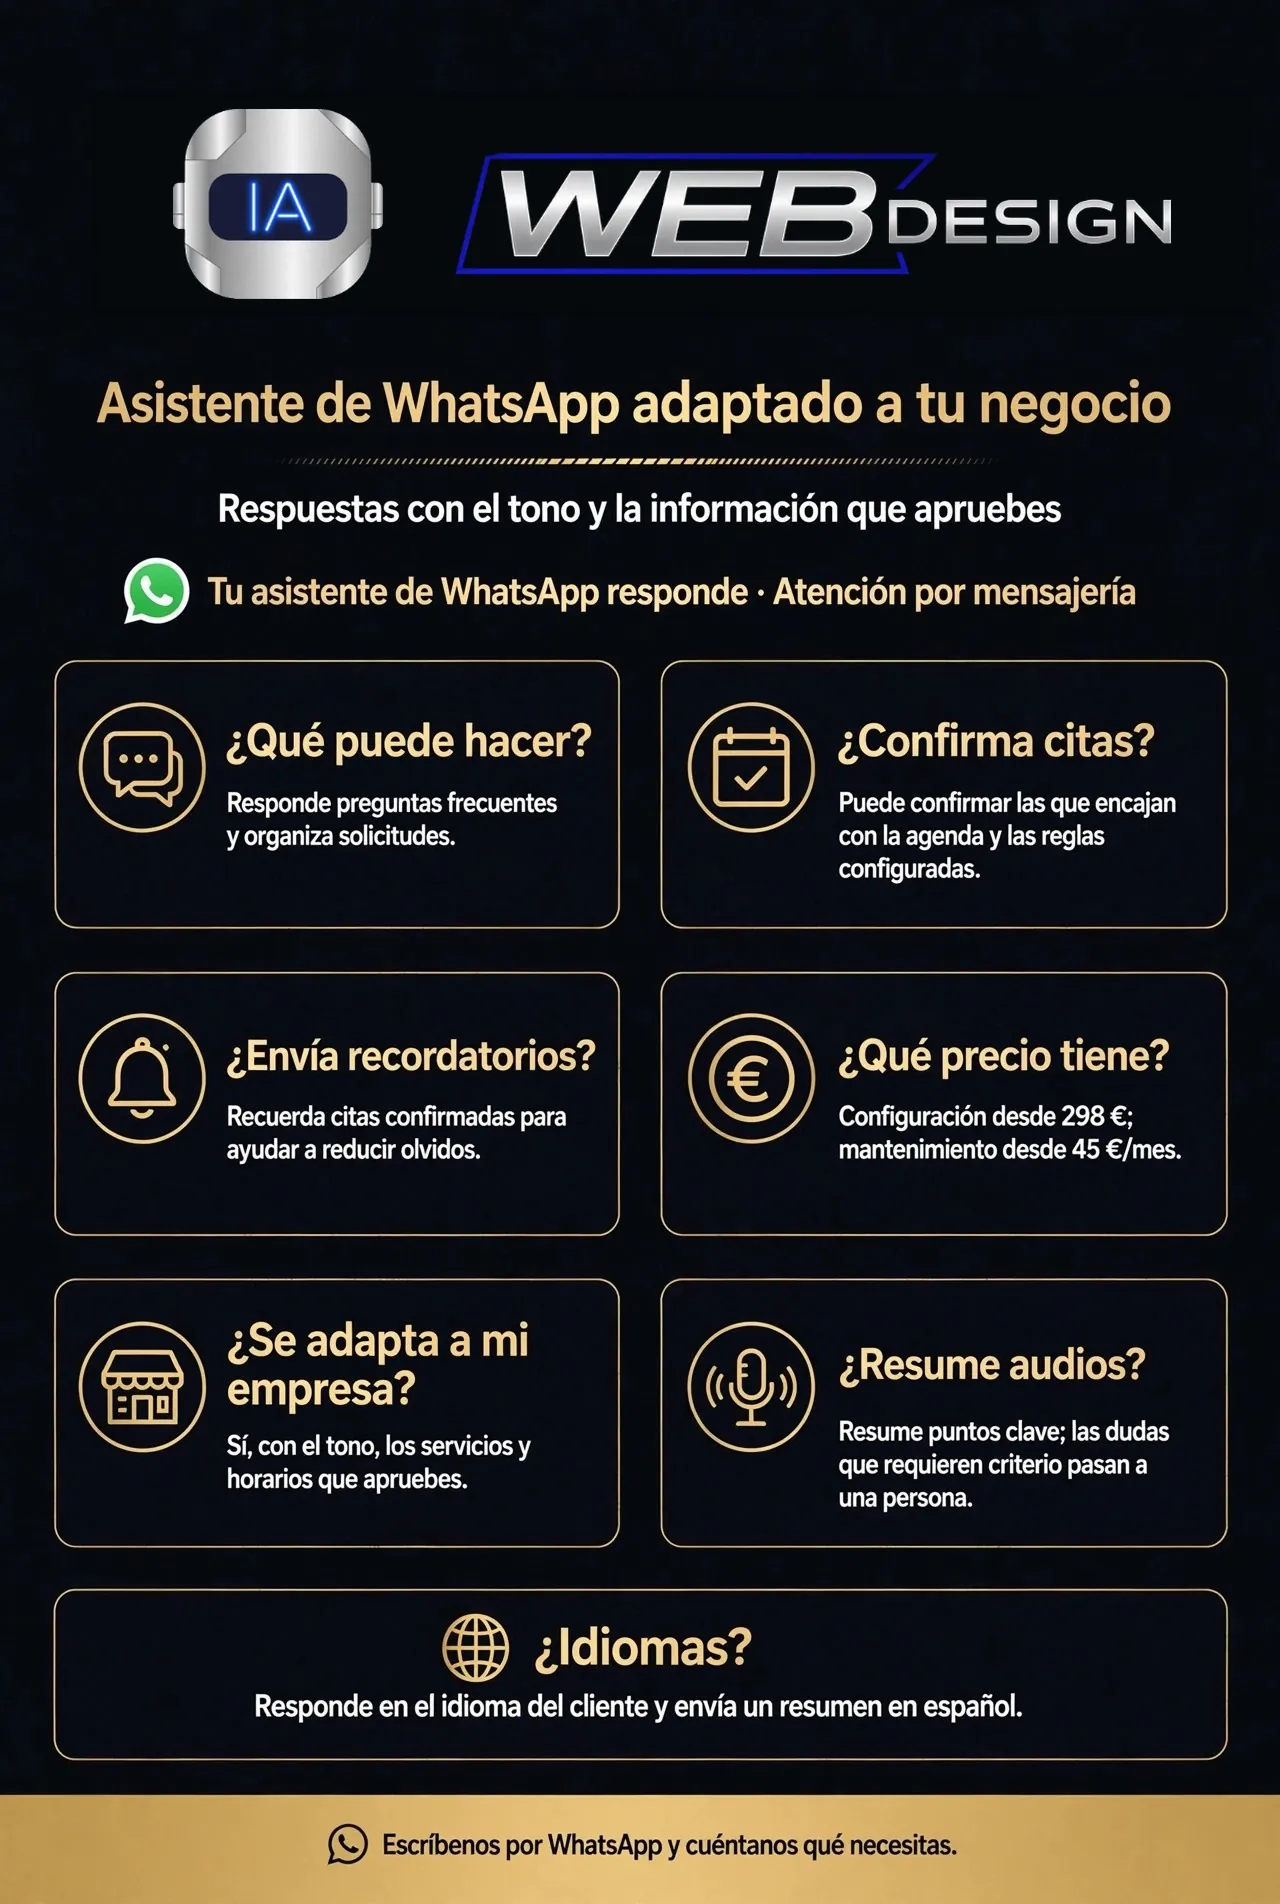 IA
WEB DESIGN
Asistente de WhatsApp adaptado a tu negocio
Respuestas con el tono y la información que apruebes
Tu asistente de WhatsApp responde · Atención por mensajería
¿Qué puede hacer?
Responde preguntas frecuentes
y organiza solicitudes.
¿Confirma citas?
Puede confirmar las que encajan
con la agenda y las reglas
configuradas.
¿Envía recordatorios?
Recuerda citas confirmadas para
ayudar a reducir olvidos.
¿Qué precio tiene?
Configuración desde 298 €;
mantenimiento desde 45 €/mes.
¿Se adapta a mi
empresa?
Sí, con el tono, los servicios y
horarios que apruebes.
¿Resume audios?
Resume puntos clave; las dudas
que requieren criterio pasan a
una persona.
¿Idiomas?
Responde en el idioma del cliente y envía un resumen en español.
Escríbenos por WhatsApp y cuéntanos qué necesitas.